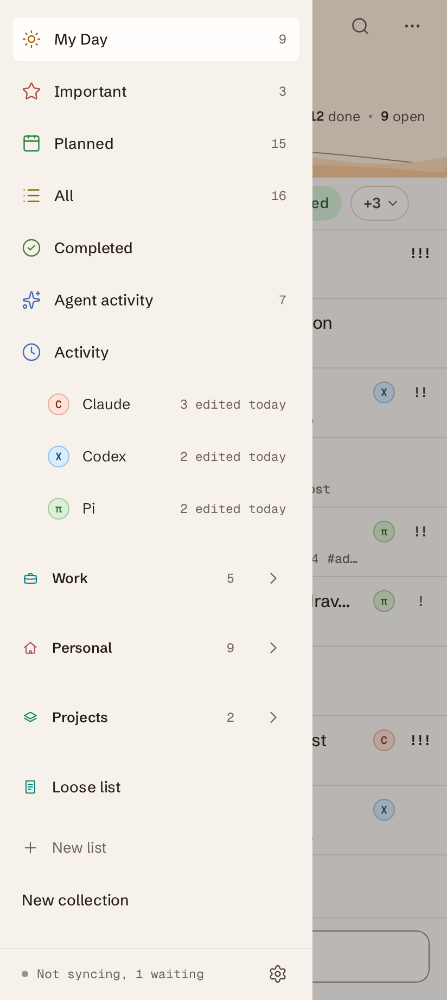 My Day 9
12 done • 9 open
Important 3
Planned 15
All 16
ed
+3
Completed
!!!
Agent activity 7
on
Activity
C Claude 3 edited today
X !!
X Codex 2 edited today
ost
π Pi 2 edited today
π !!
4 #ad…
Work 5
rav… π !
Personal 9
Projects 2
st C !!!
Loose list
X
New list
New collection
Not syncing, 1 waiting